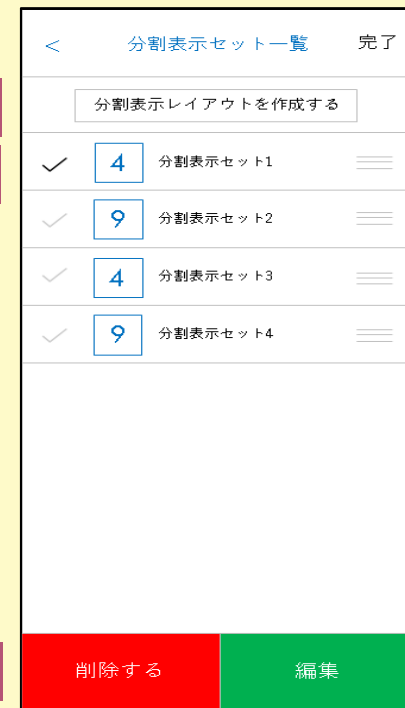 < 分割表示セット一覧 完了
分割表示レイアウトを作成する
4 分割表示セット1
9 分割表示セット2
4 分割表示セット3
9 分割表示セット4
削除する 編集